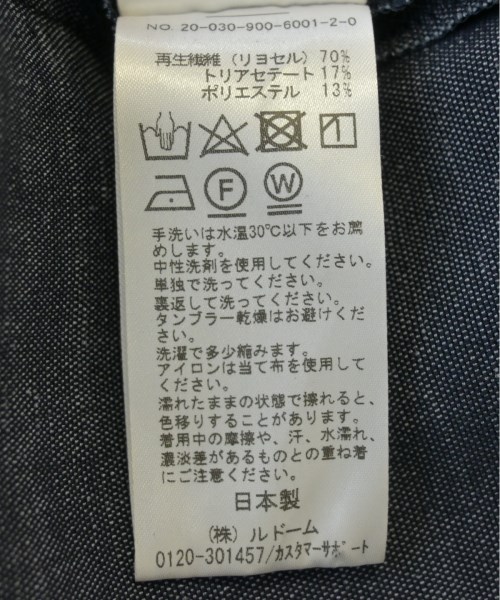 NO. 20-030-900-6001-2-0
再生繊維 (リヨセル) 70%
トリアセテート 17%
ポリエステル 13%
F W
手洗いは水温30℃以下をお薦
めします。
中性洗剤を使用してください。
単独で洗ってください。
裏返して洗ってください。
タンブラー乾燥はお避けくだ
さい。
洗濯で多少縮みます。
アイロンは当て布を使用して
ください。
濡れたままの状態で擦れると、
色移りすることがあります。
着用中の摩擦や、汗、水濡れ、
濃淡差があるものとの重ね着
にご注意ください。
日本製
(株) ルドーム
0120-301457/カスタマーサポート